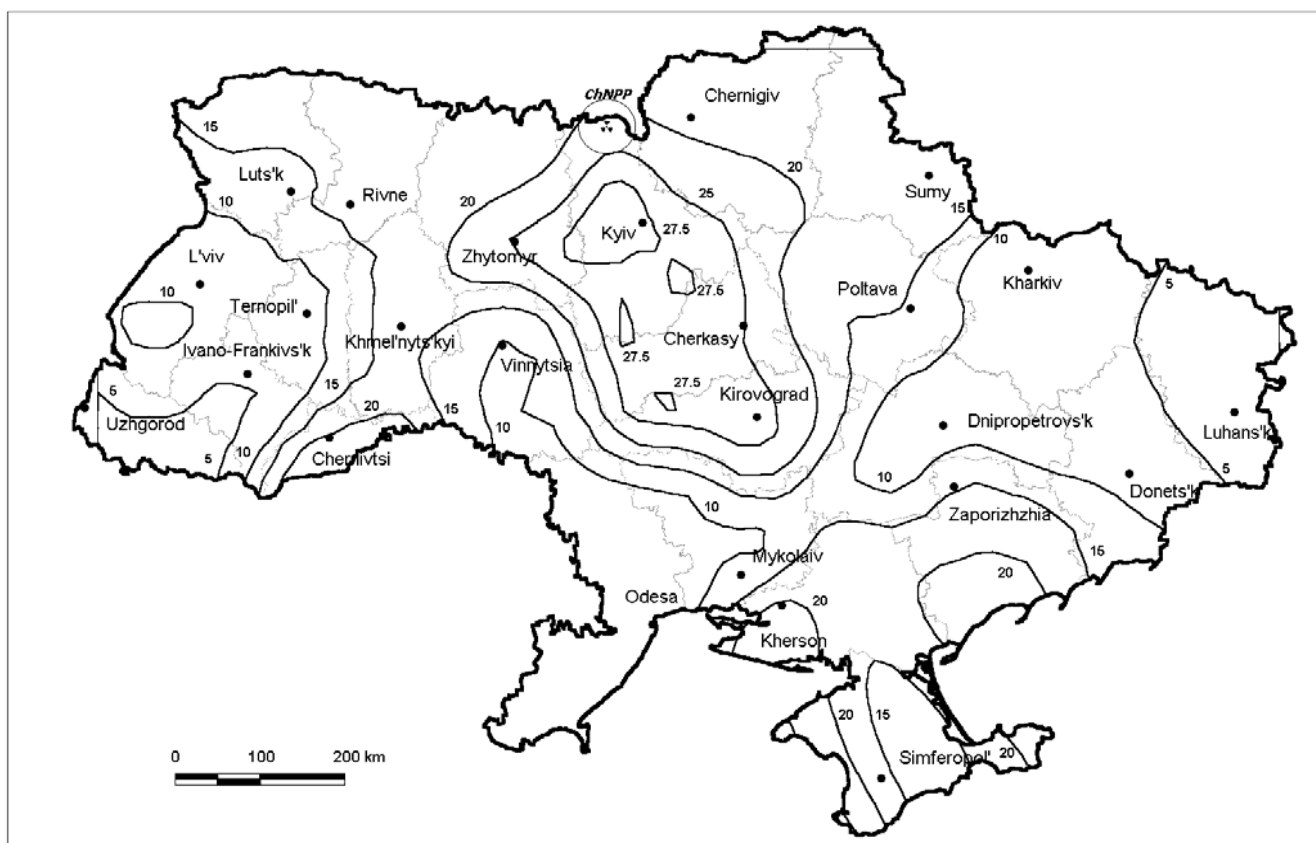 ChNPP
Chernigiv
15
Luts'k
10
Rivne
20
25
20
Sumy
15
10
Kyiv
27.5
L'viv
Zhytomyr
Kharkiv
10
5
Poltava
27.5
Ternopil'
Khmel'nyts'kyi
Cherkasy
27.5
Ivano-Frankivs'k
Vinnytsia
15
27.5
5
20
15
Kirovograd
Uzhgorod
Dnipropetrovs'k
Luhans'k
10
Chernivtsi
5
10
10
5
Donets'k
10
Zaporizhzhia
Mykolaiv
15
20
Odesa
20
Kherson
20
15
0 100 200 km
Simferopol'
20